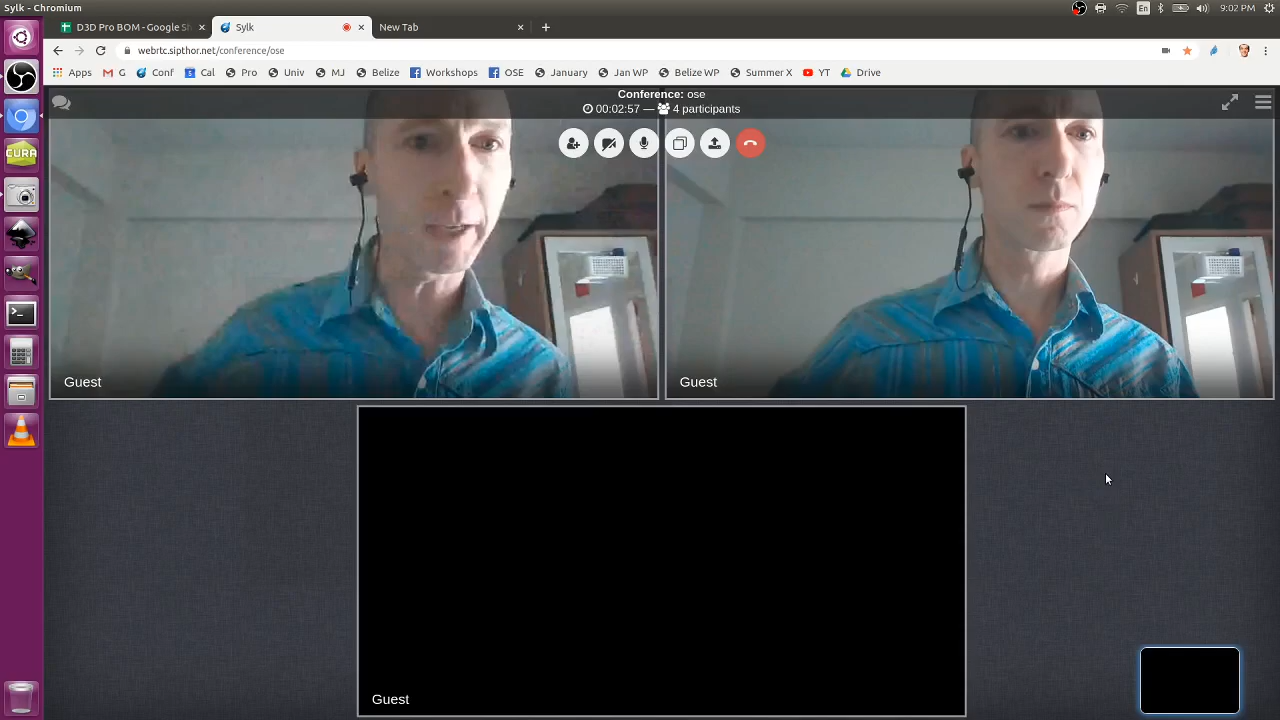 Sylk - Chromium
En
9:02 PM
D3D Pro BOM - Google Sh
Sylk
New Tab
webrtc.sipthor.net/conference/ose
Apps
G
Conf
Cal
Pro
Univ
MJ
Belize
Workshops
OSE
January
Jan WP
Belize WP
Summer X
YT
Drive
Conference: ose
00:02:57 — 4 participants
CURA
Guest
Guest
Guest